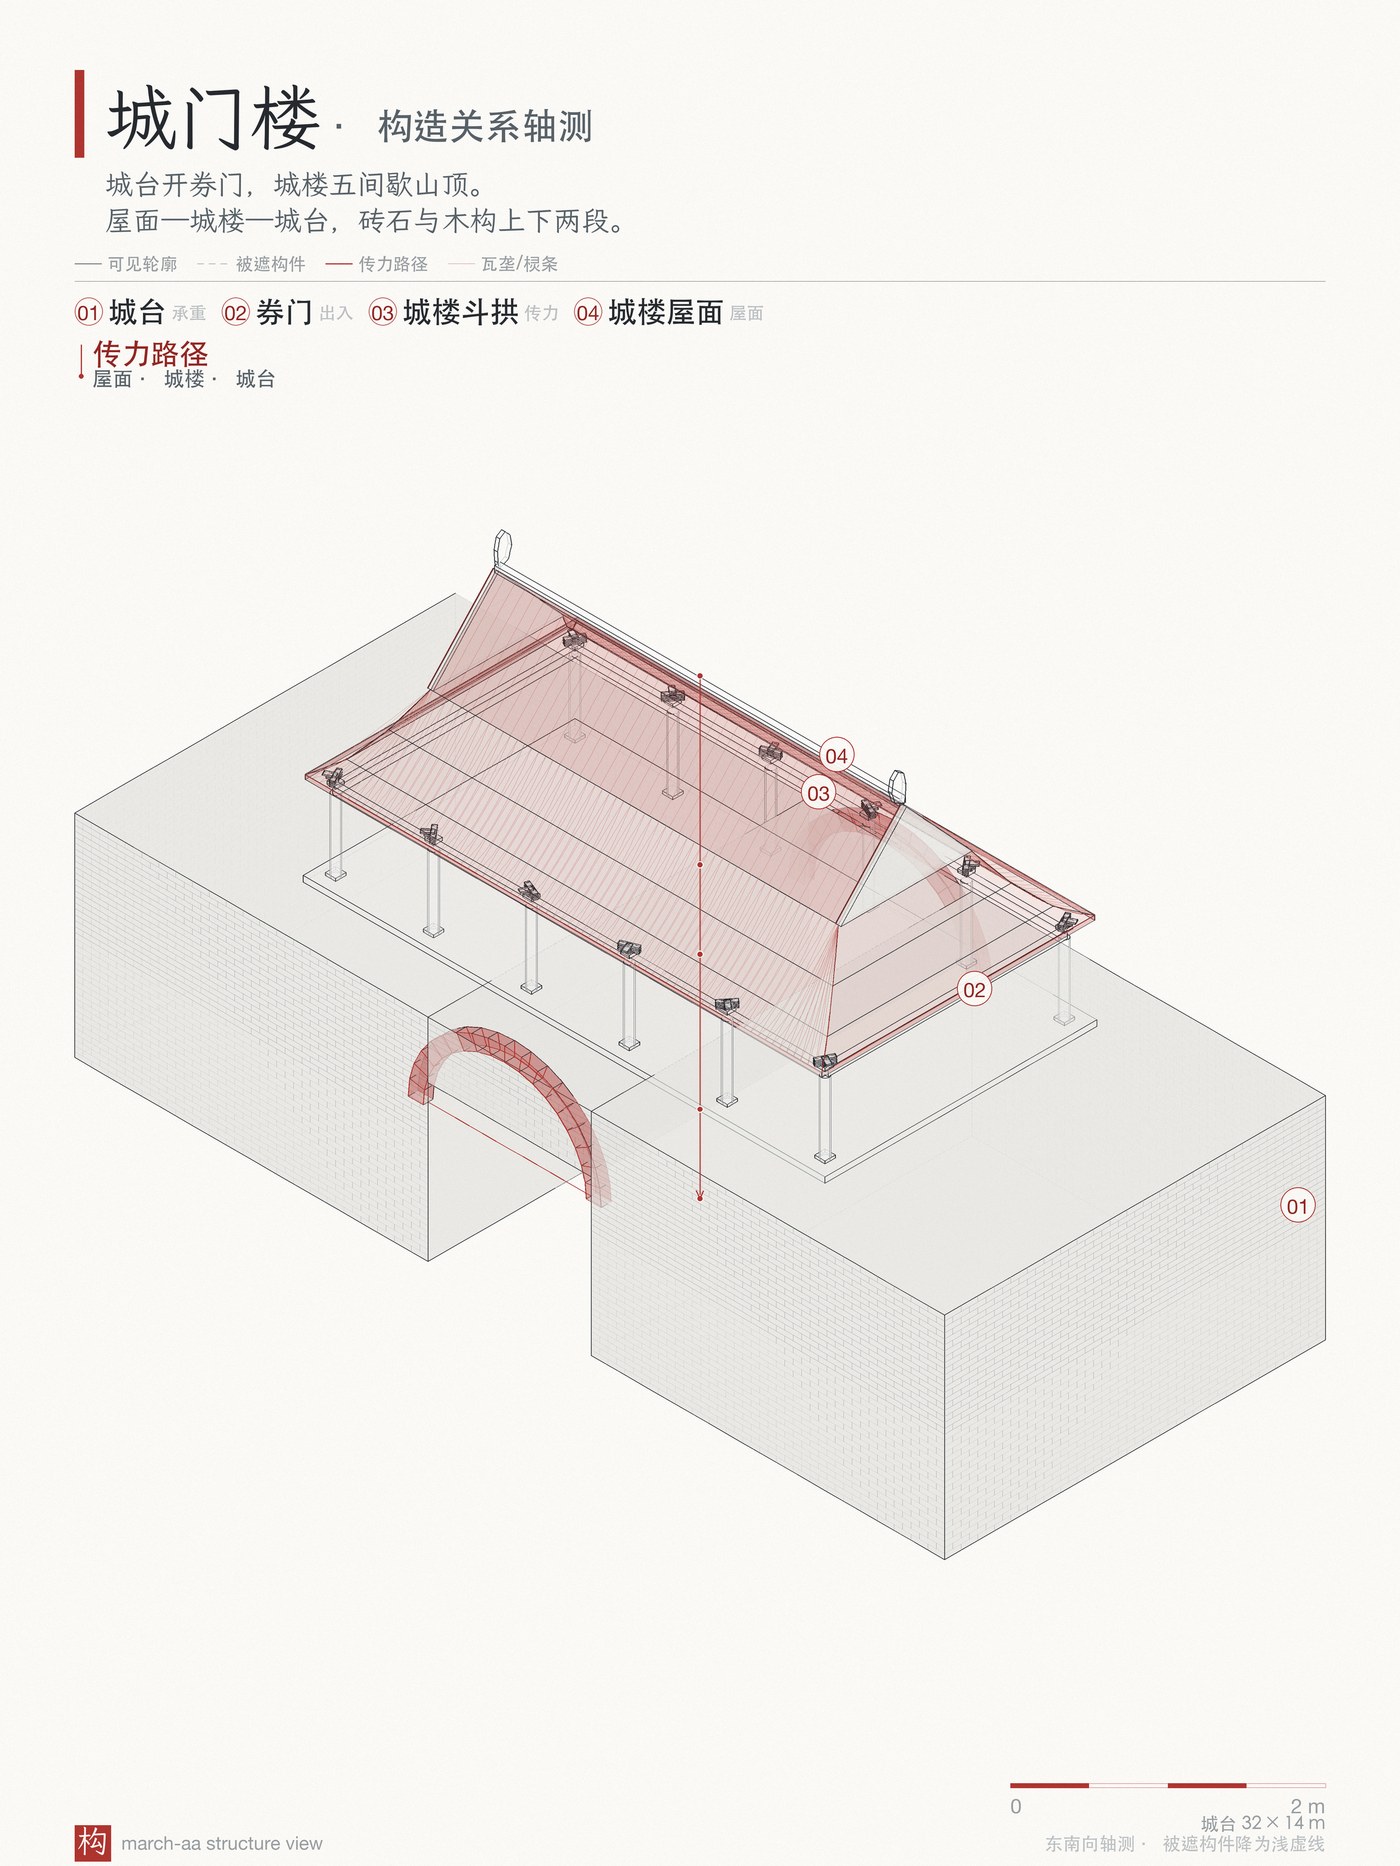 城门楼 · 构造关系轴测
城台开券门，城楼五间歇山顶。
屋面—城楼—城台，砖石与木构上下两段。
可见轮廓 被遮构件 传力路径 瓦垄/椽条
01 城台 承重 02 券门 出入 03 城楼斗拱 传力 04 城楼屋面 屋面
传力路径
屋面 · 城楼 · 城台
04
03
02
01
0 2 m
城台 32 × 14 m
东南向轴测 · 被遮构件降为浅虚线
构 march-aa structure view